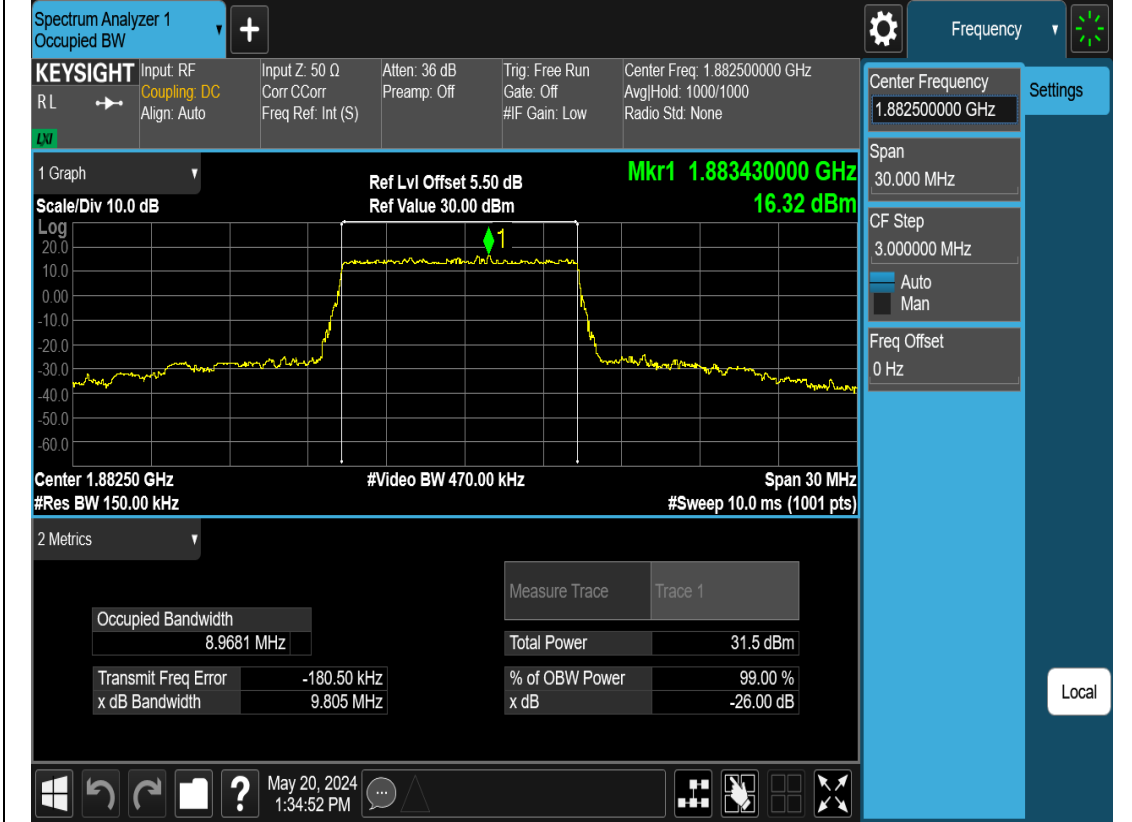 Spectrum Analyzer 1
Occupied BW
+
Frequency
KEYSIGHT
RL
LXI
Input: RF
Coupling: DC
Align: Auto
Input Z: 50 Ω
Corr CCorr
Freq Ref: Int (S)
Atten: 36 dB
Preamp: Off
Trig: Free Run
Gate: Off
#IF Gain: Low
Center Freq: 1.882500000 GHz
Avg|Hold: 1000/1000
Radio Std: None
Center Frequency
1.882500000 GHz
Settings
Span
30.000 MHz
CF Step
3.000000 MHz
Auto
Man
Freq Offset
0 Hz
Local
1 Graph
Scale/Div 10.0 dB
Ref Lvl Offset 5.50 dB
Ref Value 30.00 dBm
Mkr1 1.883430000 GHz
16.32 dBm
Log
20.0
10.0
0.00
-10.0
-20.0
-30.0
-40.0
-50.0
-60.0
1
Center 1.88250 GHz
#Res BW 150.00 kHz
#Video BW 470.00 kHz
Span 30 MHz
#Sweep 10.0 ms (1001 pts)
2 Metrics
Measure Trace Trace 1
Occupied Bandwidth
8.9681 MHz
Total Power 31.5 dBm
Transmit Freq Error -180.50 kHz
% of OBW Power 99.00 %
x dB Bandwidth 9.805 MHz
x dB -26.00 dB
?
May 20, 2024
1:34:52 PM